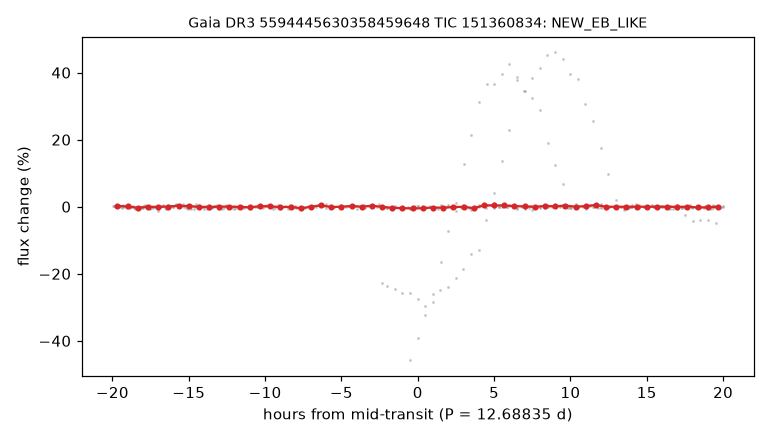 Gaia DR3 5594445630358459648 TIC 151360834: NEW_EB_LIKE
flux change (%)
40
20
0
−20
−40
−20 −15 −10 −5 0 5 10 15 20
hours from mid-transit (P = 12.68835 d)